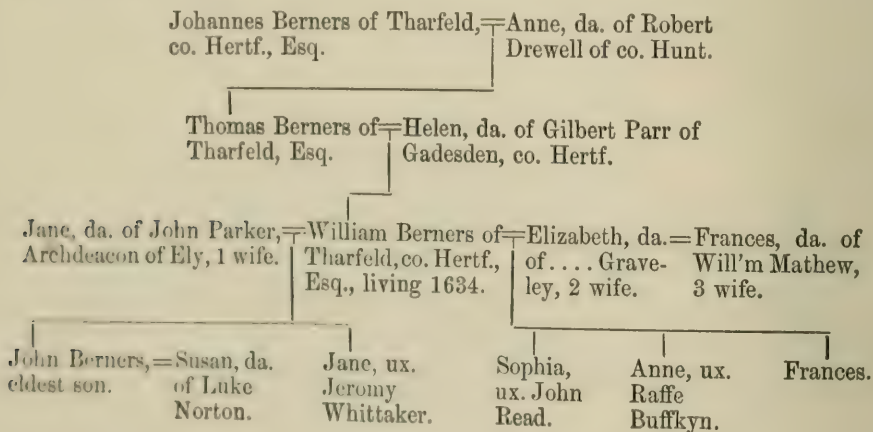 Johannes Berners of Tharfeld,=Anne, da. of Robert
co. Hertf., Esq. Drewell of co. Hunt.
Thomas Berners of=Helen, da. of Gilbert Parr of
Tharfeld, Esq. Gadesden, co. Hertf.
Jane, da. of John Parker,=William Berners of=Elizabeth, da.=Frances, da. of
Archdeacon of Ely, 1 wife. Tharfeld, co. Hertf., of.... Grave- Will'm Mathew,
Esq., living 1634. ley, 2 wife. 3 wife.
John Berners,=Susan, da. Jane, ux. Sophia, Anne, ux. Frances.
eldest son. of Luke Jeromy ux. John Raffe
Norton. Whittaker. Read. Buffkyn.